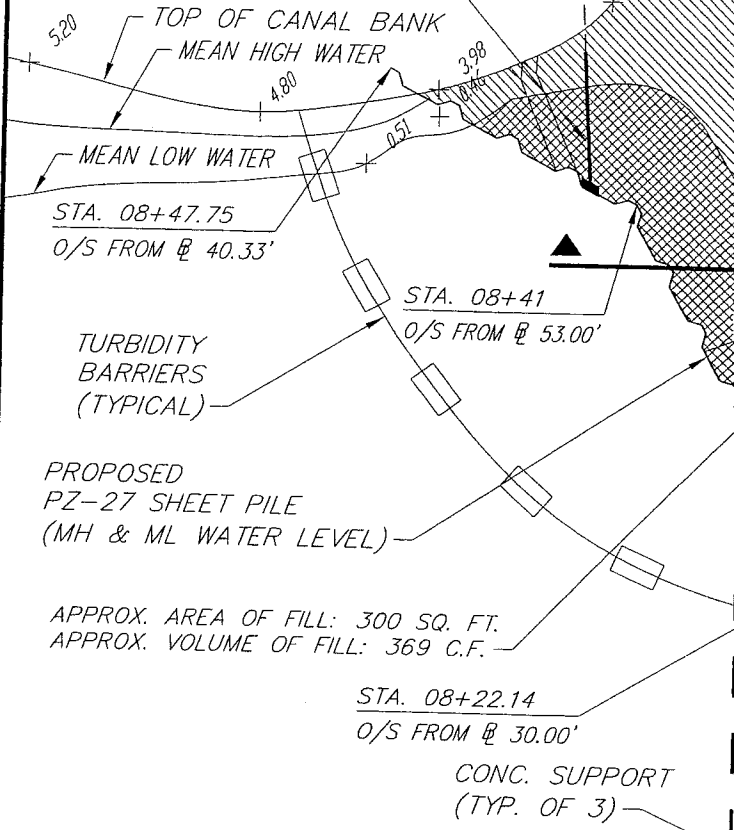 5.20
TOP OF CANAL BANK
MEAN HIGH WATER
4.80
3.98
0.46
0.51
MEAN LOW WATER
STA. 08+47.75
O/S FROM ⅊ 40.33'
STA. 08+41
O/S FROM ⅊ 53.00'
TURBIDITY
BARRIERS
(TYPICAL)
PROPOSED
PZ-27 SHEET PILE
(MH & ML WATER LEVEL)
APPROX. AREA OF FILL: 300 SQ. FT.
APPROX. VOLUME OF FILL: 369 C.F.
STA. 08+22.14
O/S FROM ⅊ 30.00'
CONC. SUPPORT
(TYP. OF 3)